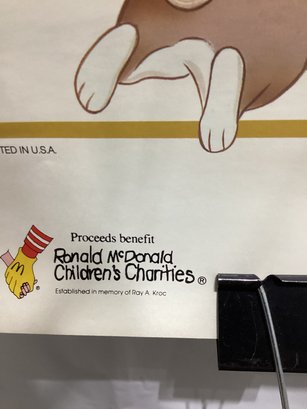 TED IN U.S.A.
Proceeds benefit
Ronald McDonald
Children's Charities®
Established in memory of Ray A. Kroc